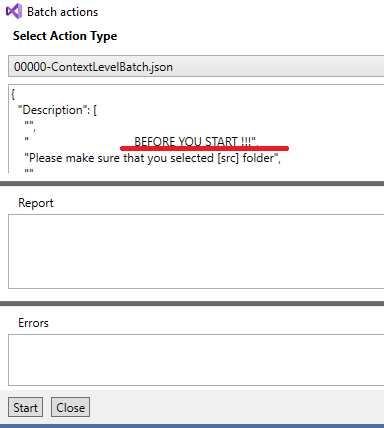 Batch actions
Select Action Type
00000-ContextLevelBatch.json
{
"Description": [
"",
" BEFORE YOU START !!!",
"Please make sure that you selected [src] folder",
""
Report
Errors
Start Close